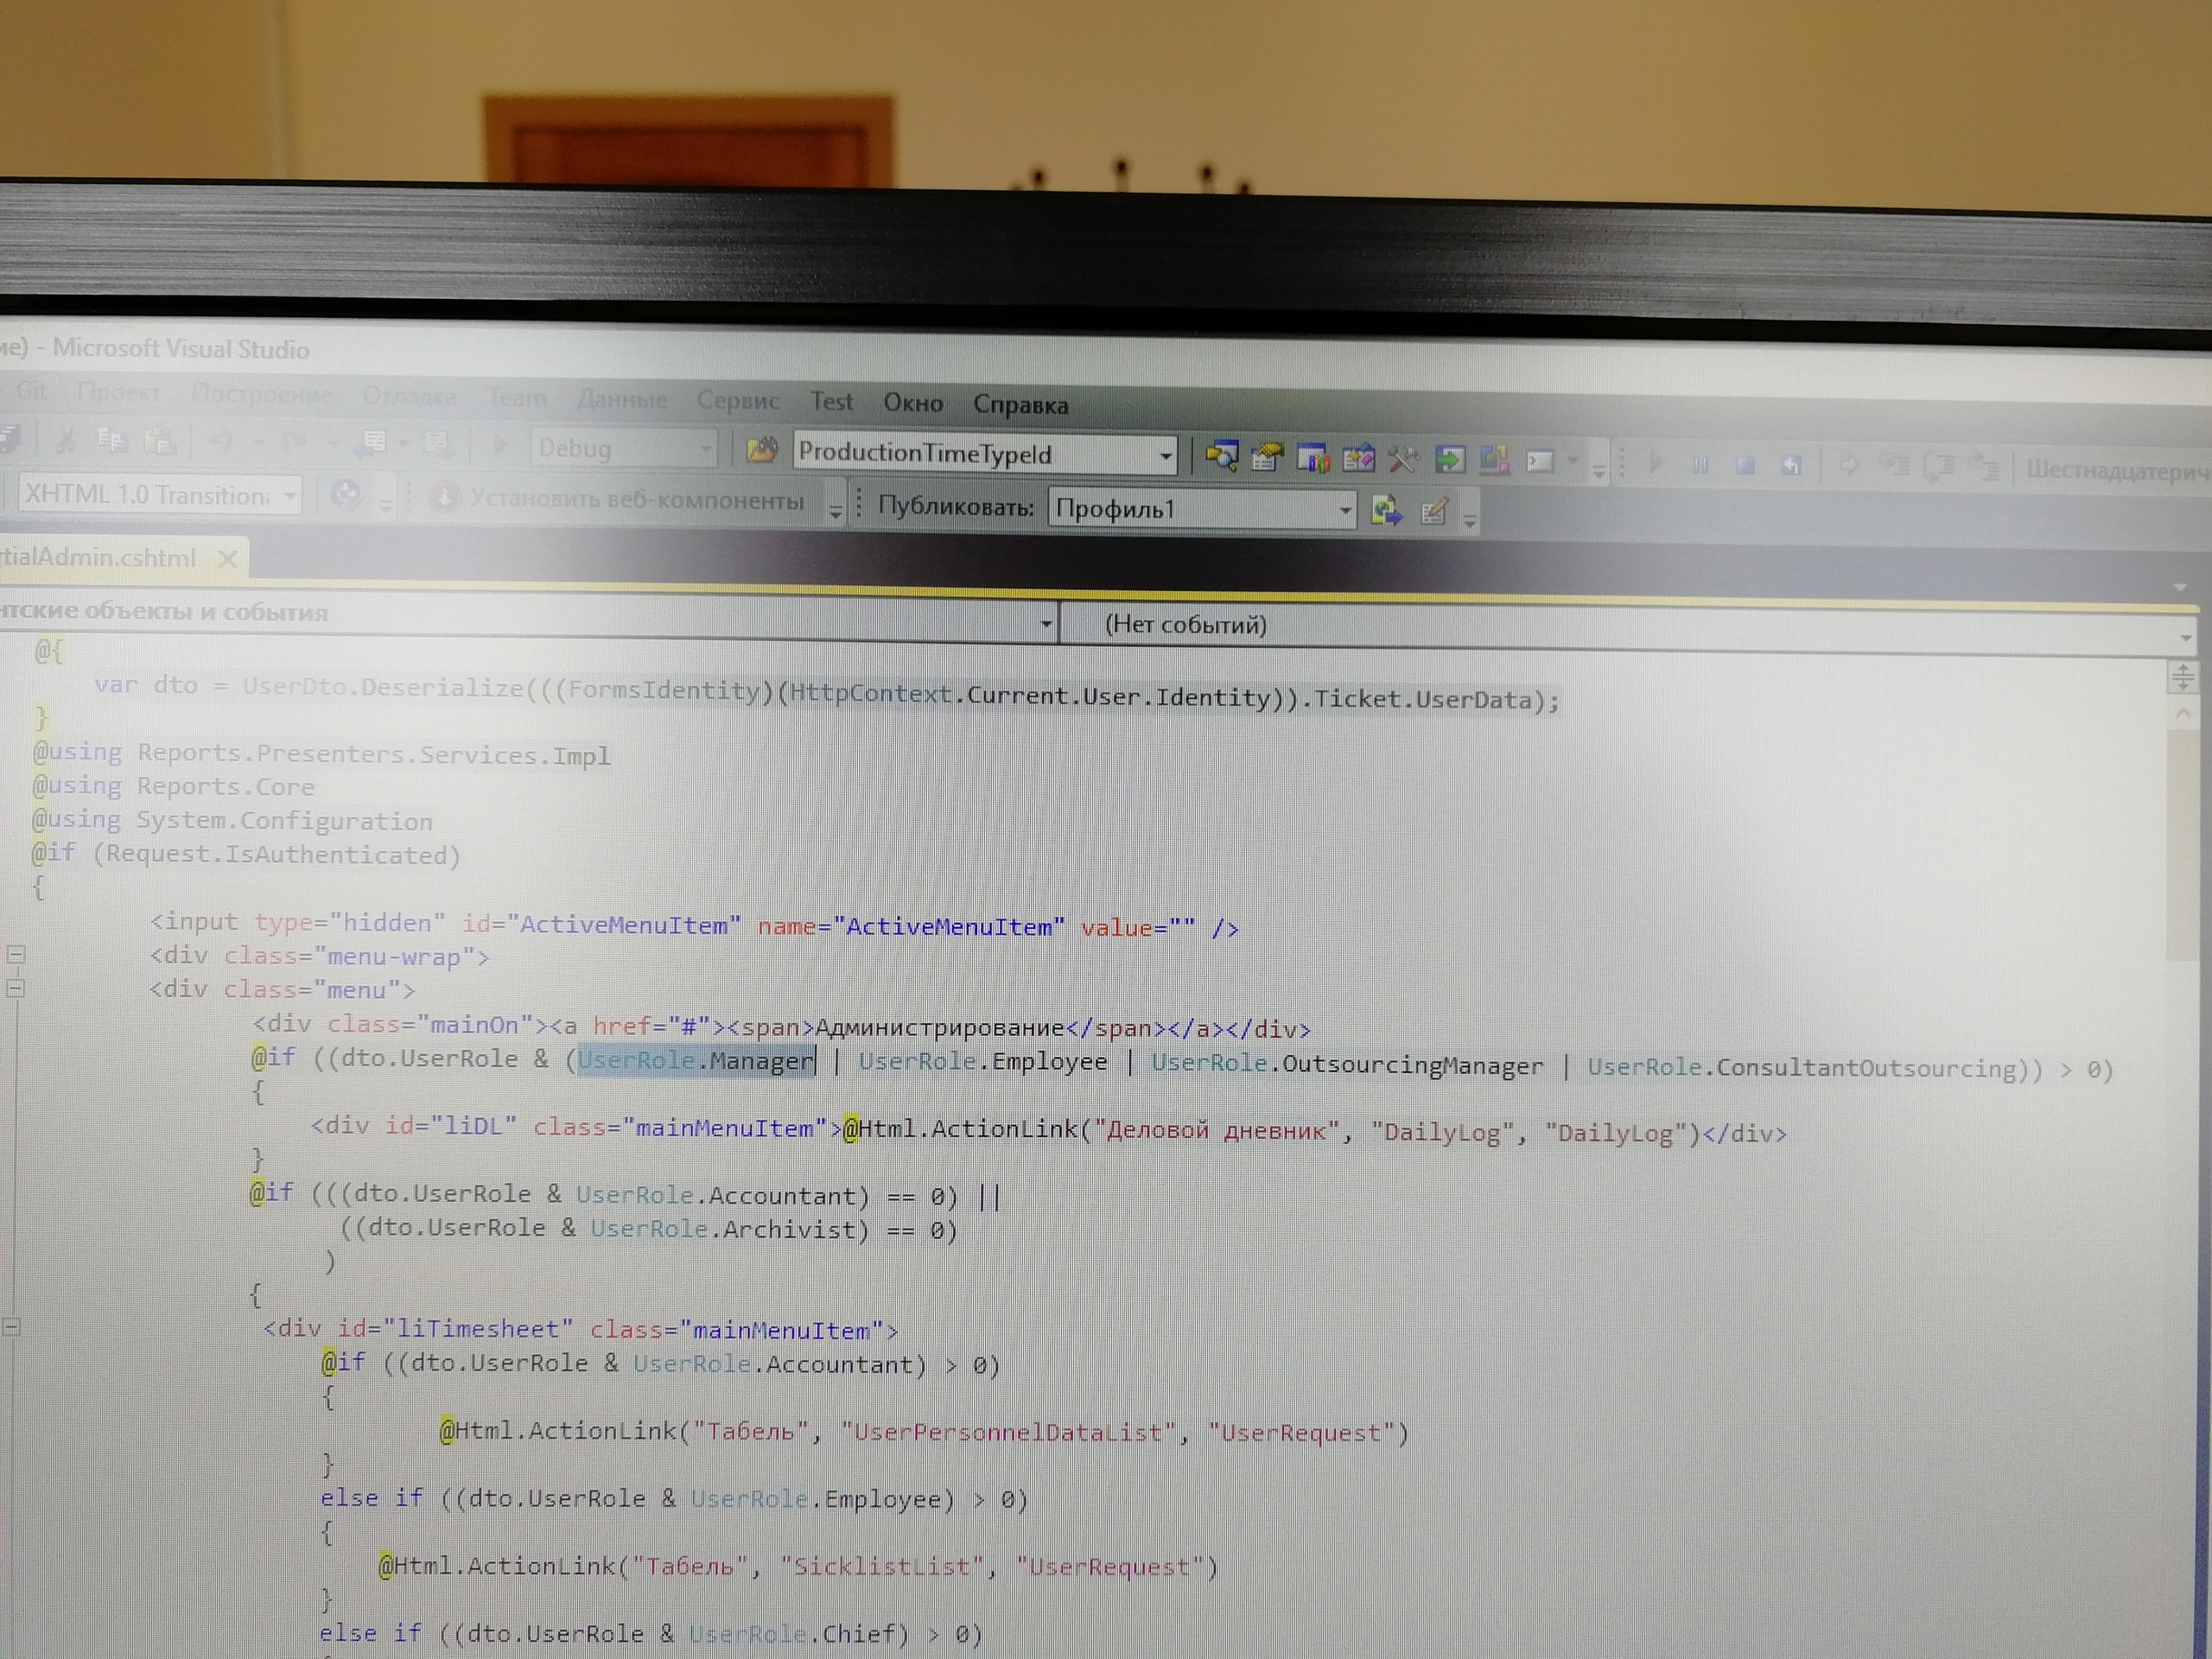 - Microsoft Visual Studio
Git Проект Построение Отладка Team Данные Сервис Test Окно Справка
Debug ProductionTimeTypeId
XHTML 1.0 Установить веб-компоненты Публиковать: Профиль1
объекты и события (Нет событий)
@{
var dto = UserDto.Deserialize(((FormsIdentity)(HttpContext.Current.User.Identity)).Ticket.UserData);
}
@using Reports.Presenters.Services.Impl
@using Reports.Core
@using System.Configuration
@if (Request.IsAuthenticated)
{
<input type="hidden" id="ActiveMenuItem" name="ActiveMenuItem" value="" />
<div class="menu-wrap">
<div class="menu">
<div class="mainOn"><a href="#"><span>Администрирование</span></a></div>
@if ((dto.UserRole & (UserRole.Manager | UserRole.Employee | UserRole.OutsourcingManager | UserRole.ConsultantOutsourcing)) > 0)
{
<div id="liDL" class="mainMenuItem">@Html.ActionLink("Деловой дневник", "DailyLog", "DailyLog")</div>
}
@if (((dto.UserRole & UserRole.Accountant) == 0) ||
((dto.UserRole & UserRole.Archivist) == 0)
)
{
<div id="liTimesheet" class="mainMenuItem">
@if ((dto.UserRole & UserRole.Accountant) > 0)
{
@Html.ActionLink("Табель", "UserPersonnelDataList", "UserRequest")
}
else if ((dto.UserRole & UserRole.Employee) > 0)
{
@Html.ActionLink("Табель", "SicklistList", "UserRequest")
}
else if ((dto.UserRole & UserRole.Chief) > 0)